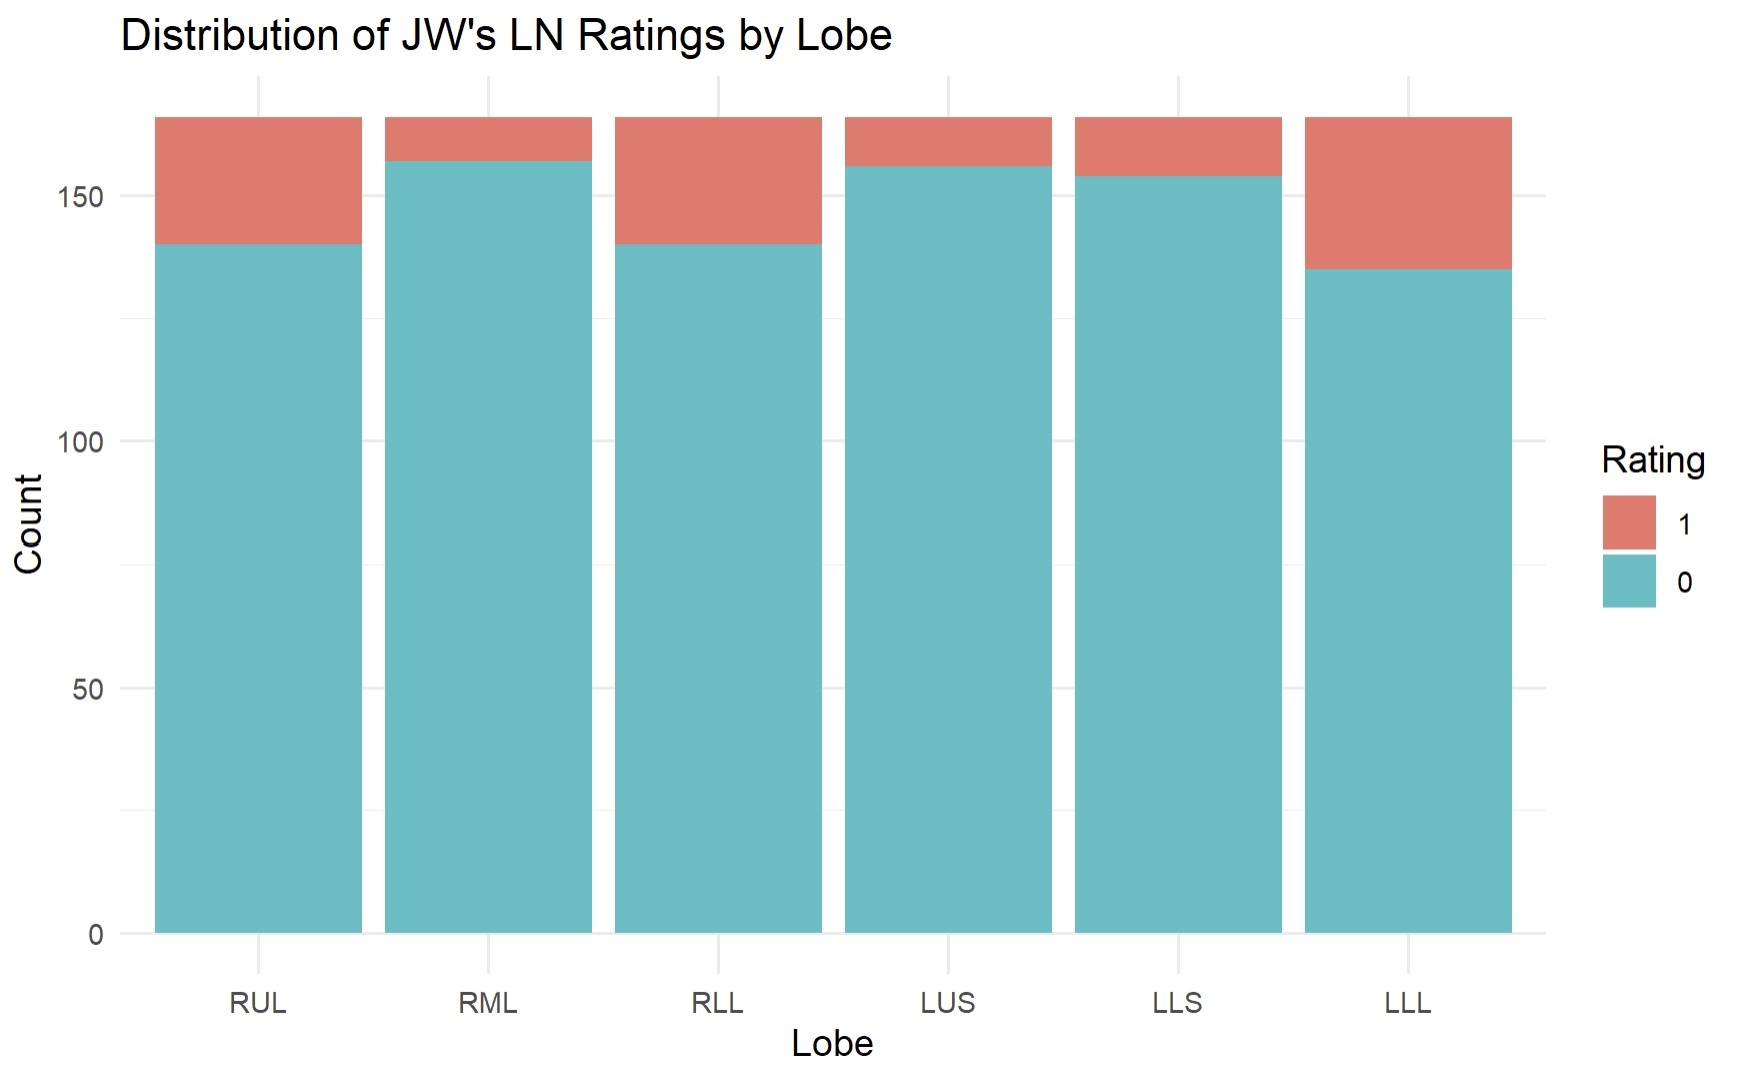 Distribution of JW's LN Ratings by Lobe
Count
150
100
50
0
RUL RML RLL LUS LLS LLL
Lobe
Rating
1
0